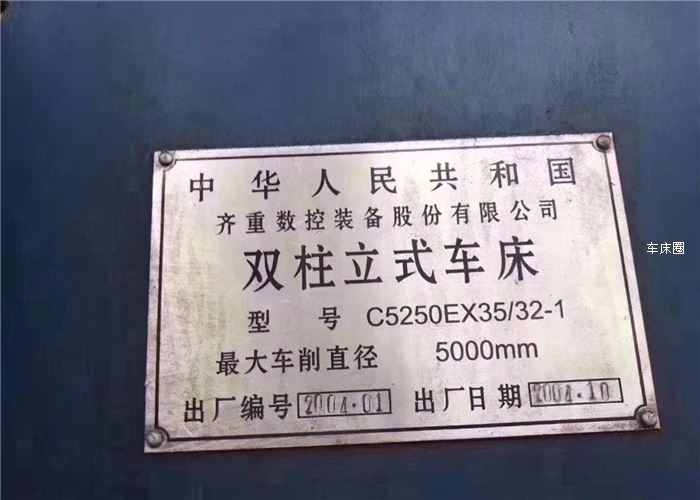 中华人民共和国
齐重数控装备股份有限公司
双柱立式车床
型号 C5250EX35/32-1
最大车削直径 5000mm
出厂编号 2004.01 出厂日期 2004.10
车床圈